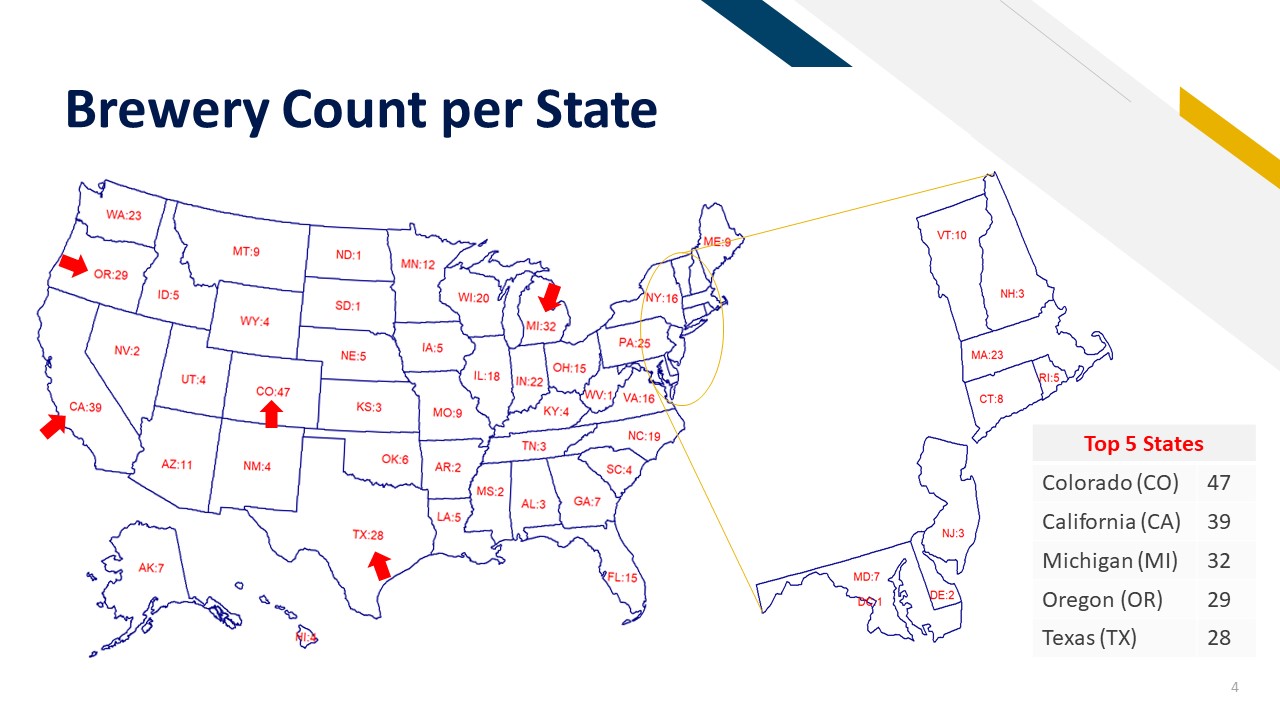 Brewery Count per State
WA:23
MT:9
ND:1
MN:12
OR:29
ID:5
SD:1
WI:20
WY:4
MI:32
NY:16
ME:9
NV:2
UT:4
CO:47
NE:5
IA:5
IL:18
IN:22
OH:15
PA:25
CA:39
KS:3
MO:9
KY:4
WV:1
VA:16
AZ:11
NM:4
OK:6
AR:2
TN:3
NC:19
SC:4
MS:2
AL:3
GA:7
TX:28
LA:5
FL:15
AK:7
HI:4
VT:10
NH:3
MA:23
RI:5
CT:8
NJ:3
MD:7
DC:1
DE:2
Top 5 States
Colorado (CO) 47
California (CA) 39
Michigan (MI) 32
Oregon (OR) 29
Texas (TX) 28
4